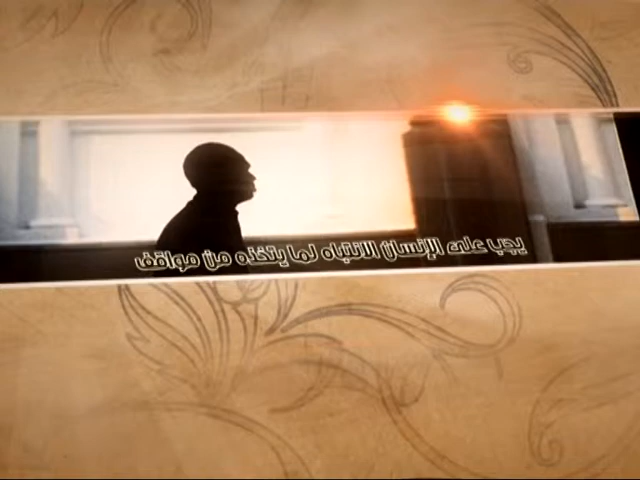 يجب على الإنسان الانتباه لما يتخذه من مواقف